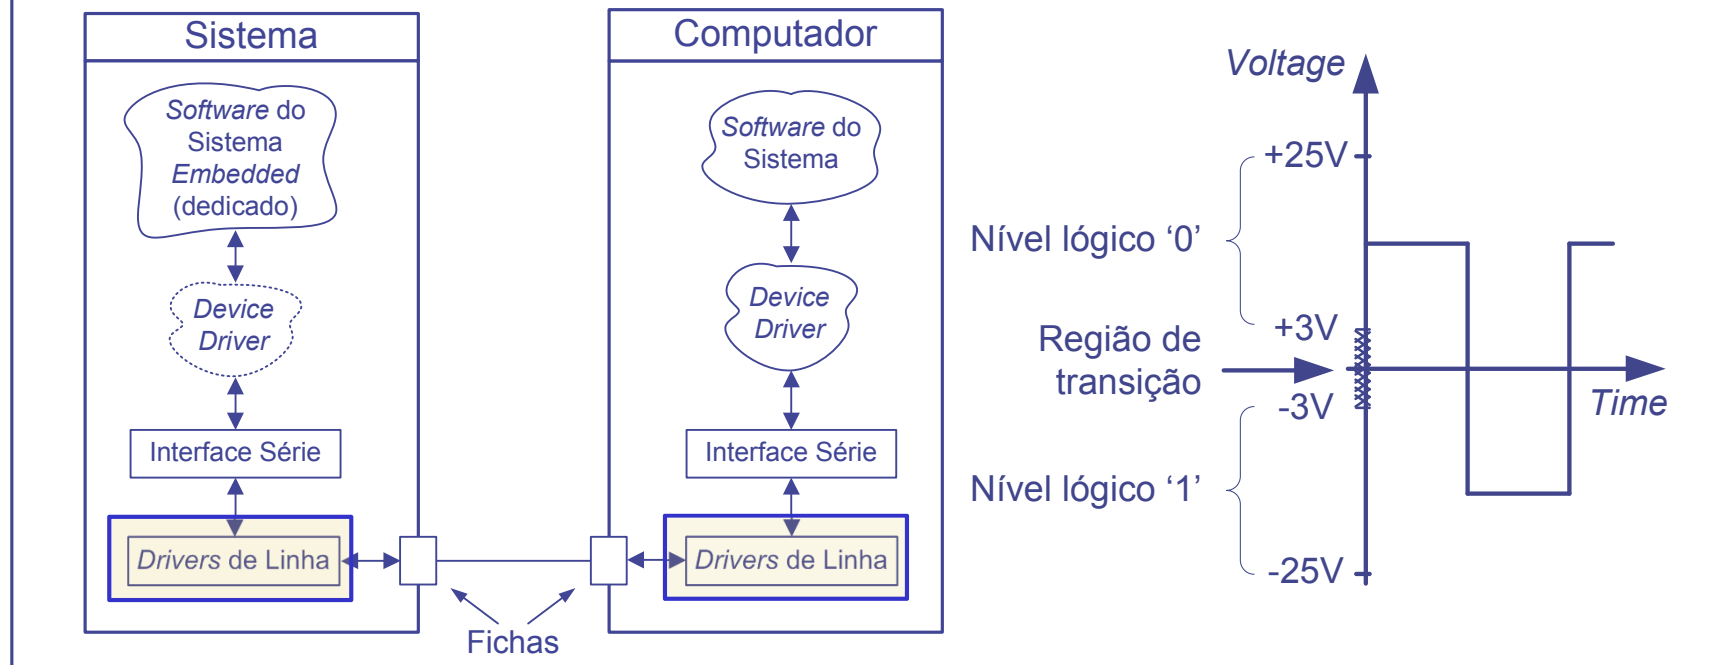 Sistema
Software do
Sistema
Embedded
(dedicado)
Device
Driver
Interface Série
Drivers de Linha
Computador
Software do
Sistema
Device
Driver
Interface Série
Drivers de Linha
Fichas
Voltage
+25V
Nível lógico ‘0’
+3V
Região de
transição
-3V
Time
Nível lógico ‘1’
-25V